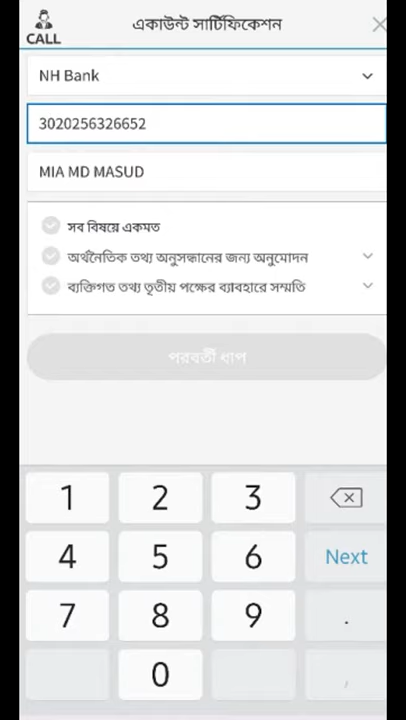 CALL
একাউন্ট সার্টিফিকেশন
NH Bank
3020256326652
MIA MD MASUD
সব বিষয়ে একমত
অর্থনৈতিক তথ্য অনুসন্ধানের জন্য অনুমোদন
ব্যক্তিগত তথ্য তৃতীয় পক্ষের ব্যাবহারে সম্মতি
পরবর্তী ধাপ
1 2 3
4 5 6 Next
7 8 9 .
0 ,